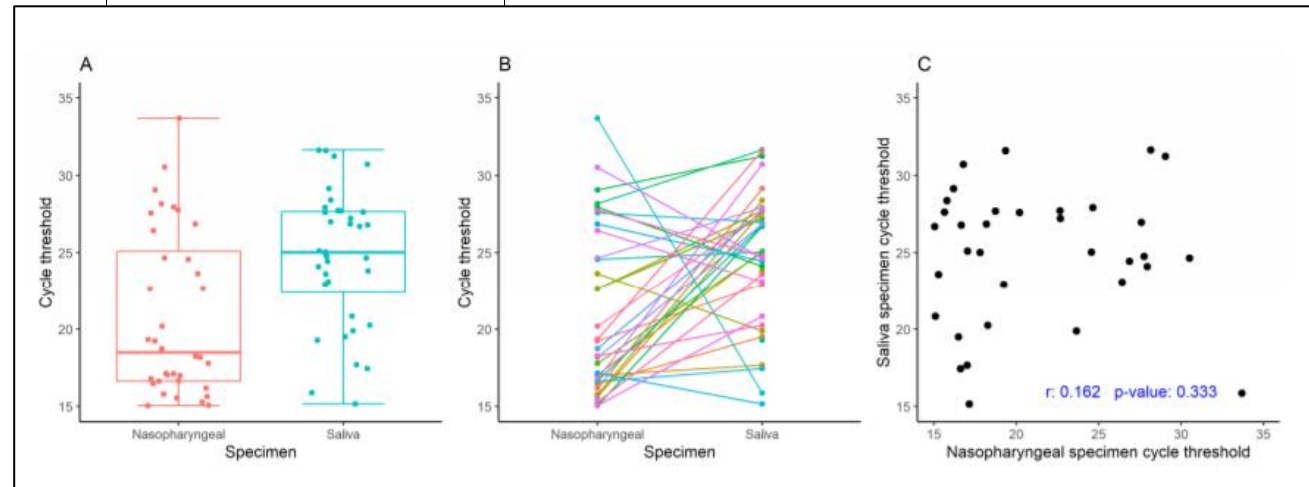 A
Cycle threshold
35
30
25
20
15
Nasopharyngeal Saliva
Specimen
B
Cycle threshold
35
30
25
20
15
Nasopharyngeal Saliva
Specimen
C
Saliva specimen cycle threshold
35
30
25
20
15
r: 0.162 p-value: 0.333
15 20 25 30 35
Nasopharyngeal specimen cycle threshold